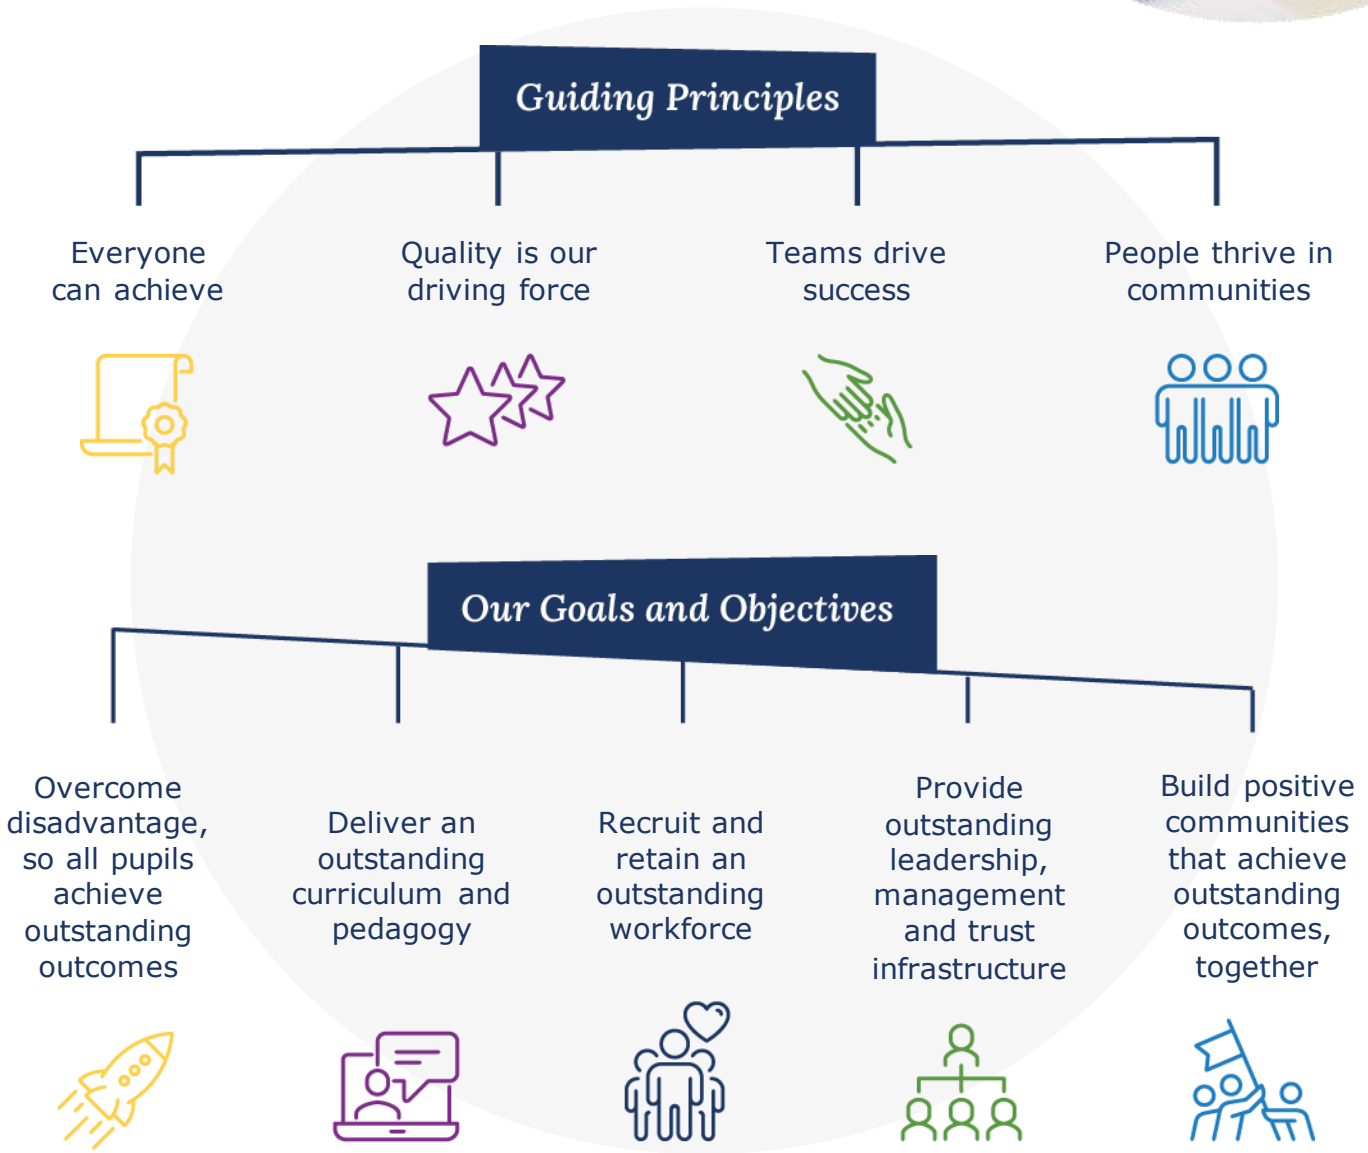 Guiding Principles
Everyone
can achieve
Quality is our
driving force
Teams drive
success
People thrive in
communities
Our Goals and Objectives
Overcome
disadvantage,
so all pupils
achieve
outstanding
outcomes
Deliver an
outstanding
curriculum and
pedagogy
Recruit and
retain an
outstanding
workforce
Provide
outstanding
leadership,
management
and trust
infrastructure
Build positive
communities
that achieve
outstanding
outcomes,
together